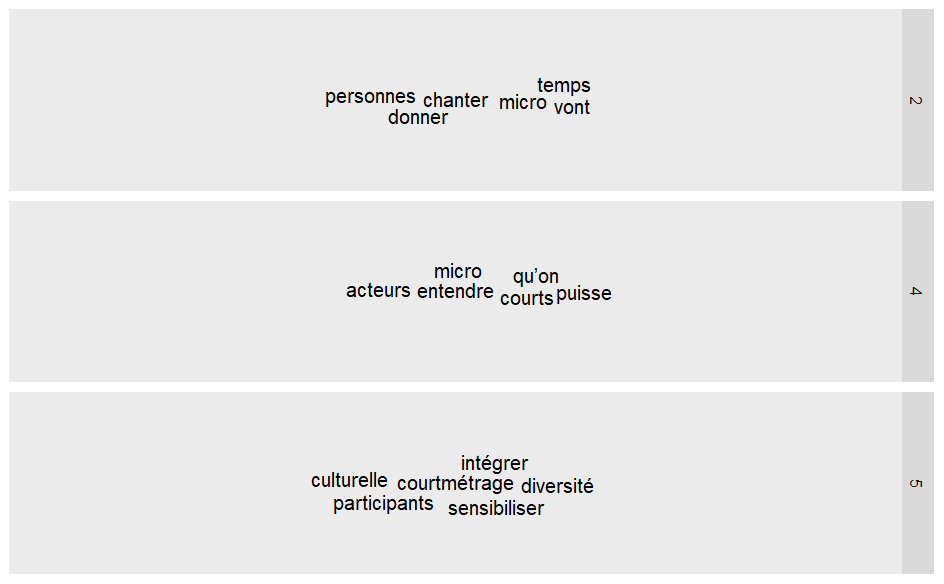 temps
personnes chanter micro vont
donner
2
micro qu'on
acteurs entendre courts puisse
4
intégrer
culturelle courtmétrage diversité
participants sensibiliser
5